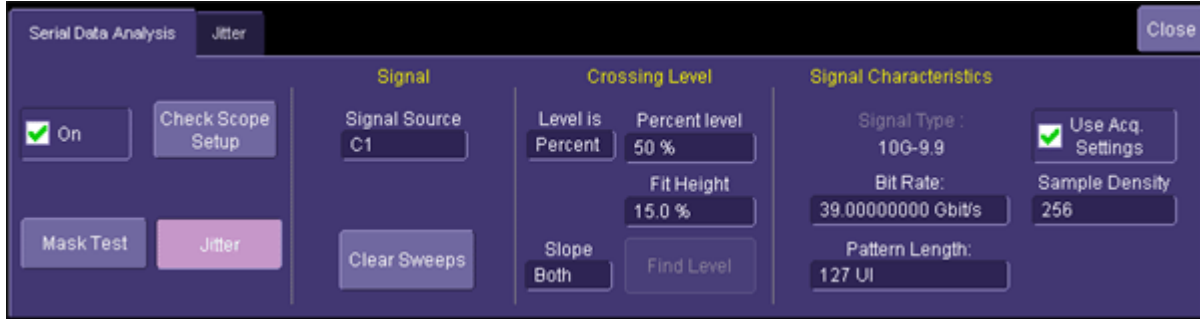 Serial Data Analysis
Jitter
Close
On
Check Scope
Setup
Mask Test
Jitter
Signal
Signal Source
C1
Clear Sweeps
Crossing Level
Level is
Percent
Percent level
50 %
Fit Height
15.0 %
Slope
Both
Find Level
Signal Characteristics
Signal Type :
10G-9.9
Use Acq.
Settings
Bit Rate:
39.00000000 Gbit/s
Sample Density
256
Pattern Length:
127 UI